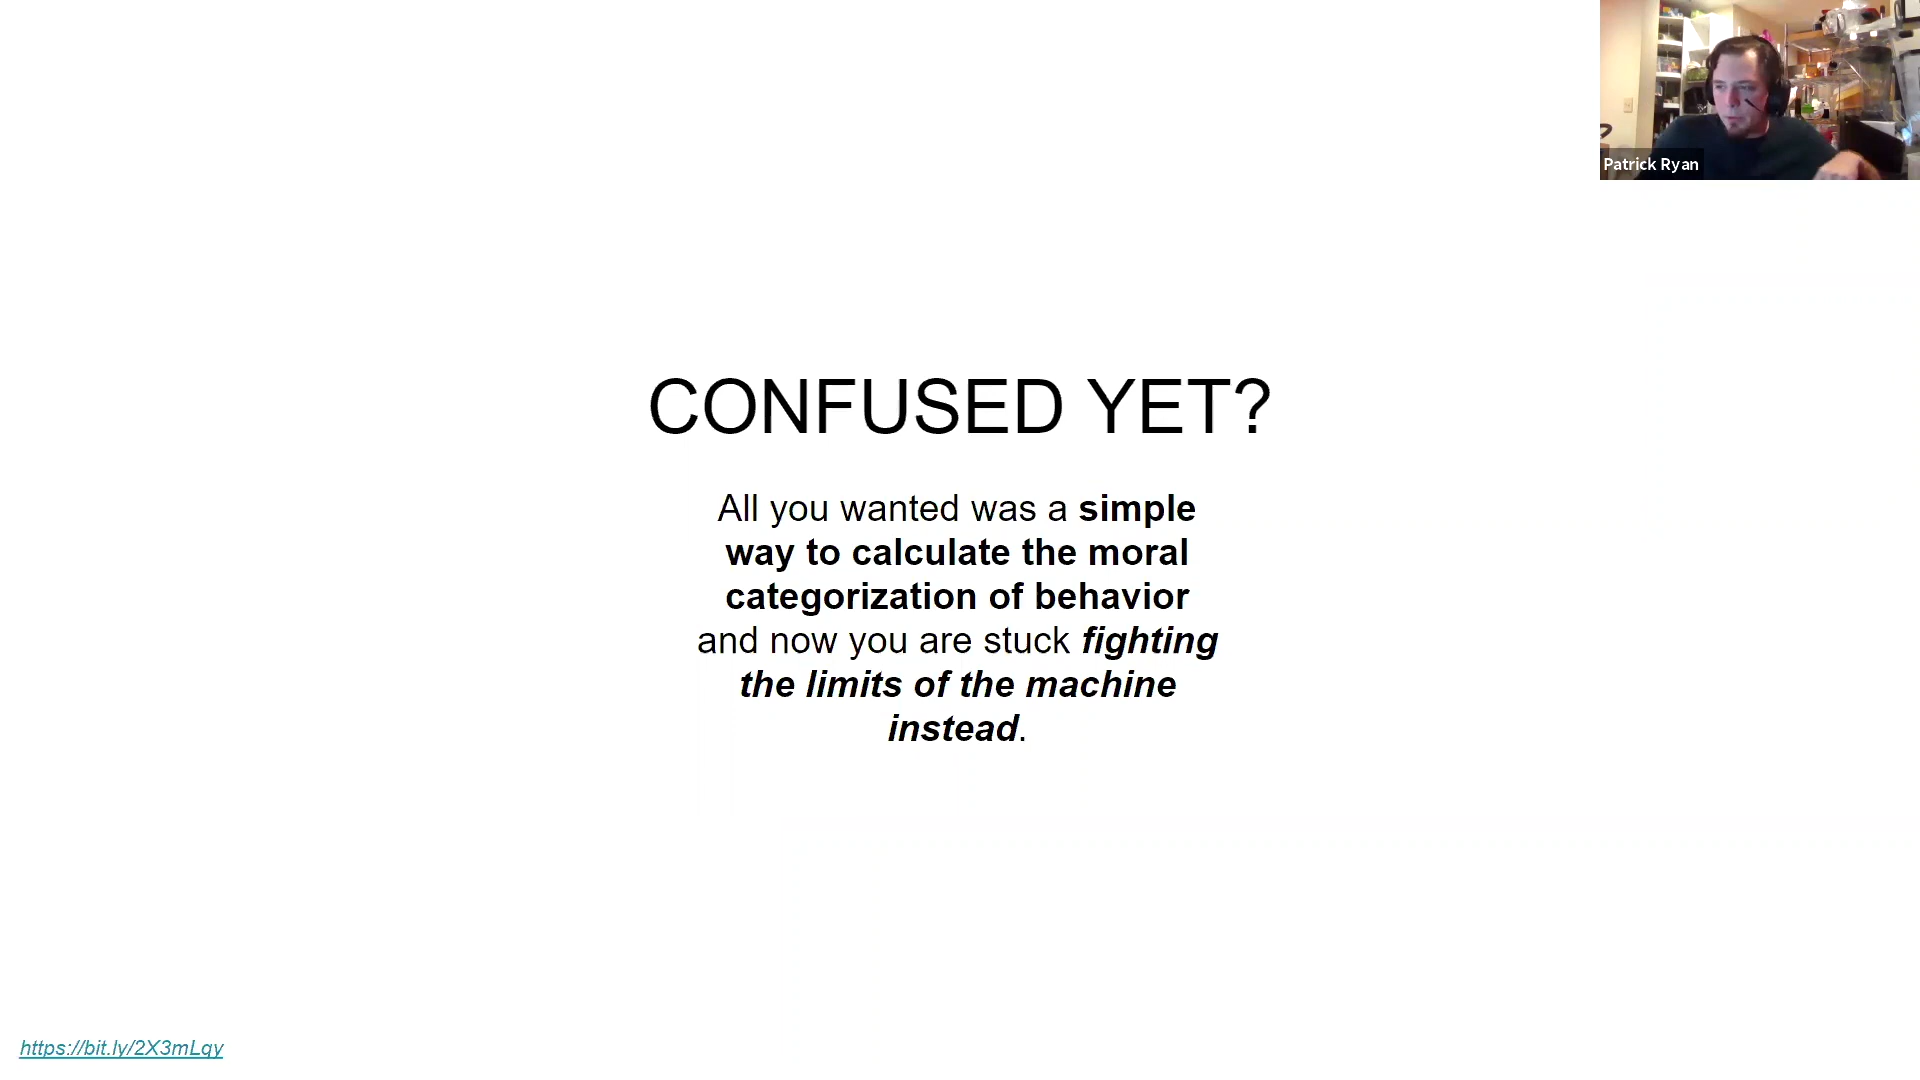 Patrick Ryan
CONFUSED YET?
All you wanted was a simple
way to calculate the moral
categorization of behavior
and now you are stuck fighting
the limits of the machine
instead.
https://bit.ly/2X3mLqy